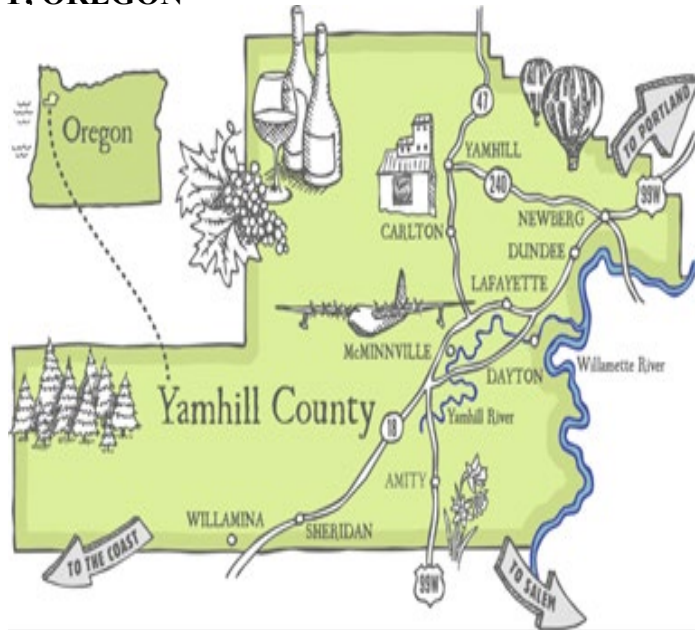 , OREGON
Oregon
47
TO PORTLAND
YAMHILL
240
99W
NEWBERG
CARLTON
DUNDEE
LAFAYETTE
McMINNVILLE
DAYTON
Willamette River
Yamhill County
18
Yamhill River
AMITY
WILLAMINA
SHERIDAN
TO THE COAST
99W
TO SALEM